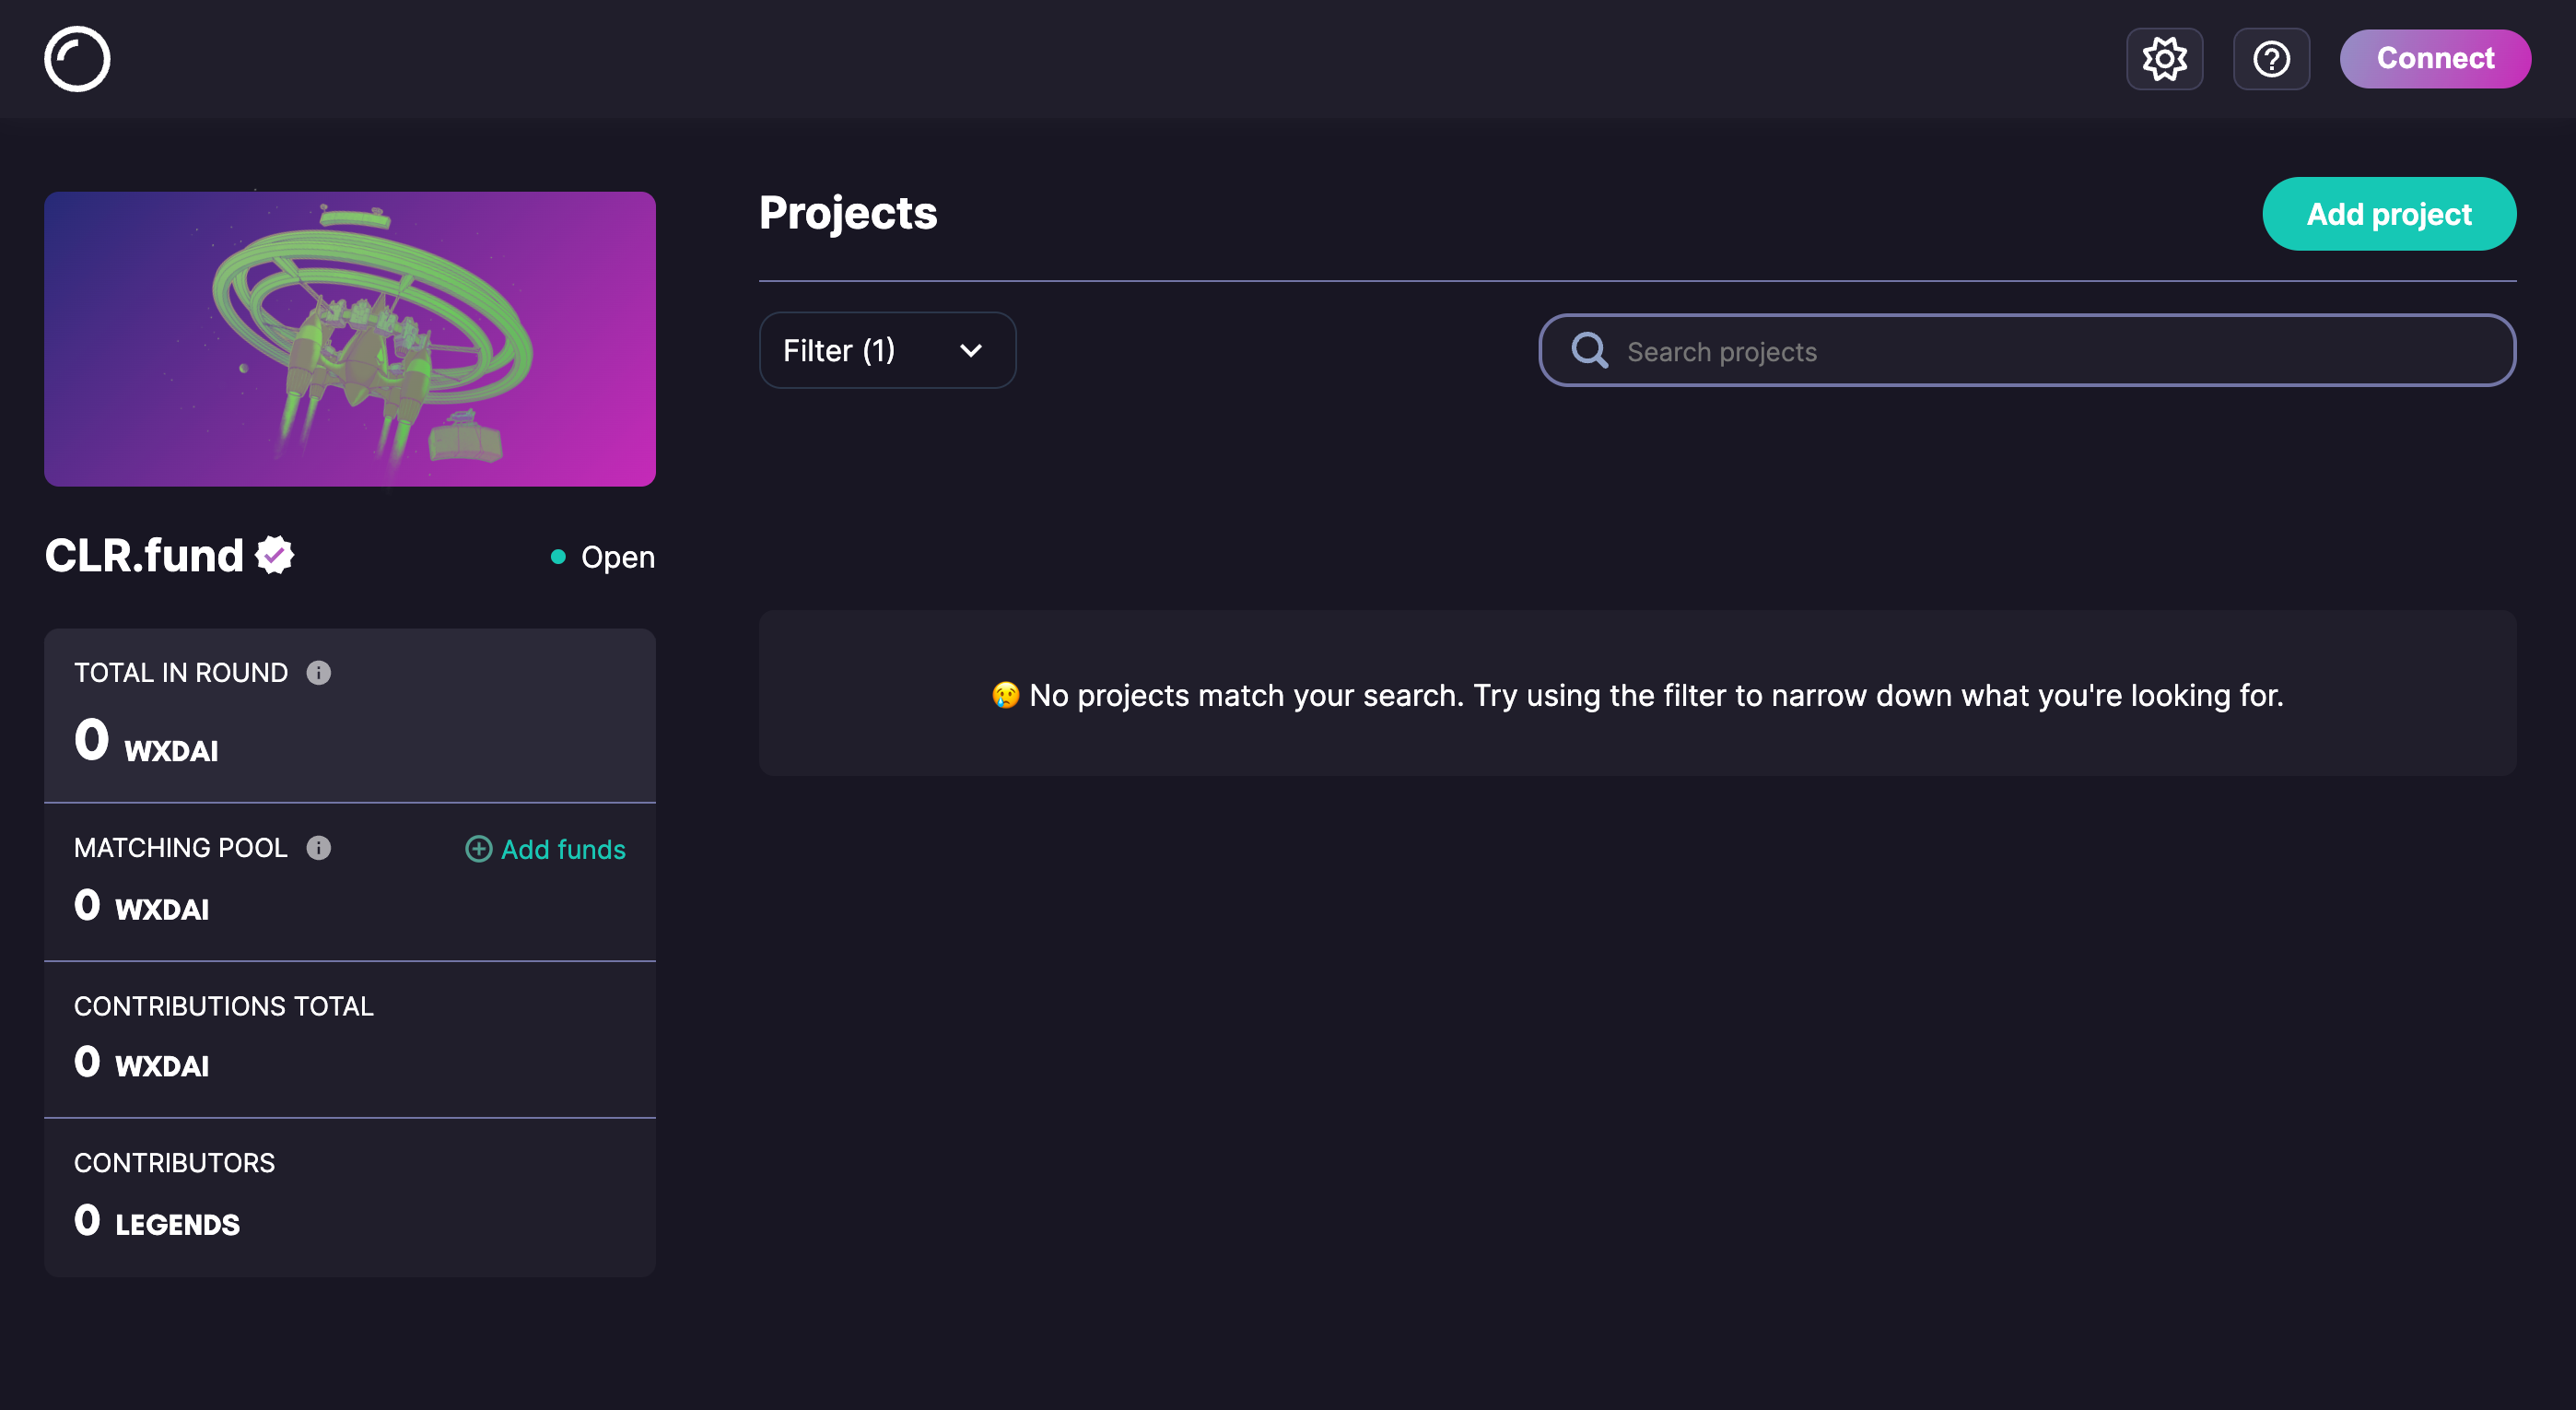 Connect
CLR.fund
Open
TOTAL IN ROUND
0 WXDAI
MATCHING POOL
Add funds
0 WXDAI
CONTRIBUTIONS TOTAL
0 WXDAI
CONTRIBUTORS
0 LEGENDS
Projects
Add project
Filter (1)
Search projects
😢 No projects match your search. Try using the filter to narrow down what you're looking for.